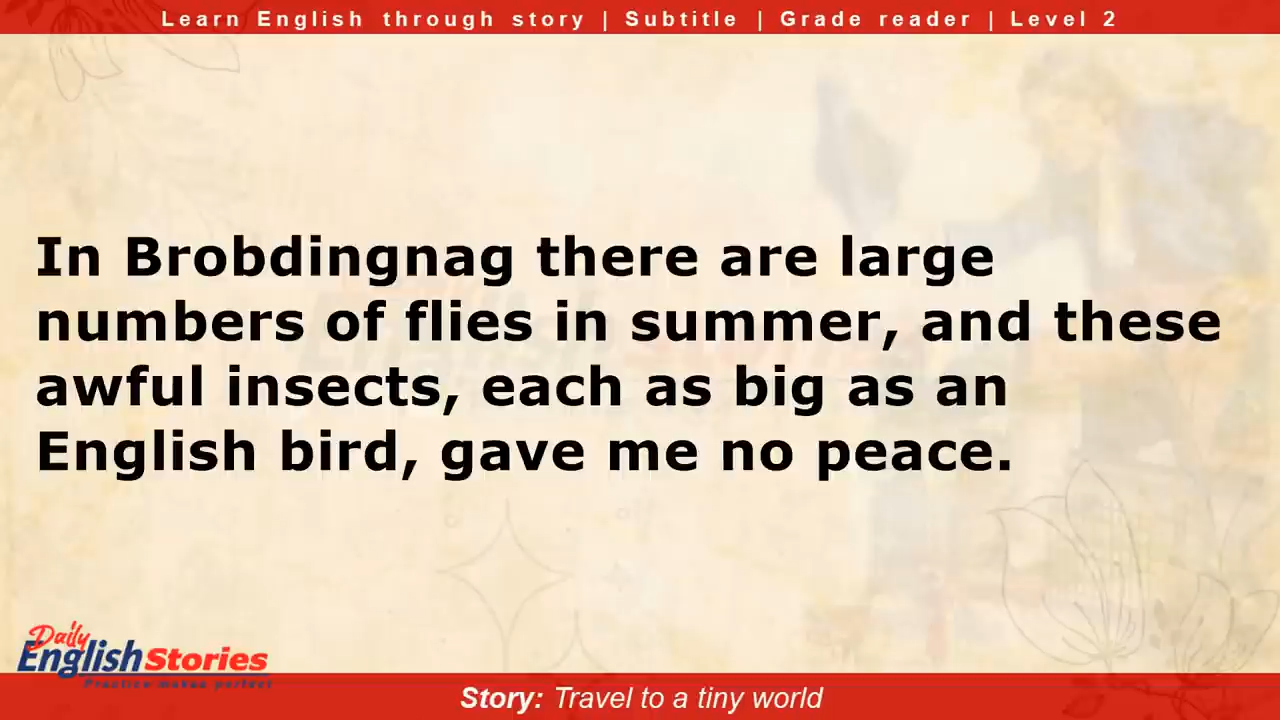 Learn English through story | Subtitle | Grade reader | Level 2
In Brobdingnag there are large
numbers of flies in summer, and these
awful insects, each as big as an
English bird, gave me no peace.
Daily
English Stories
Practice makes perfect
Story: Travel to a tiny world